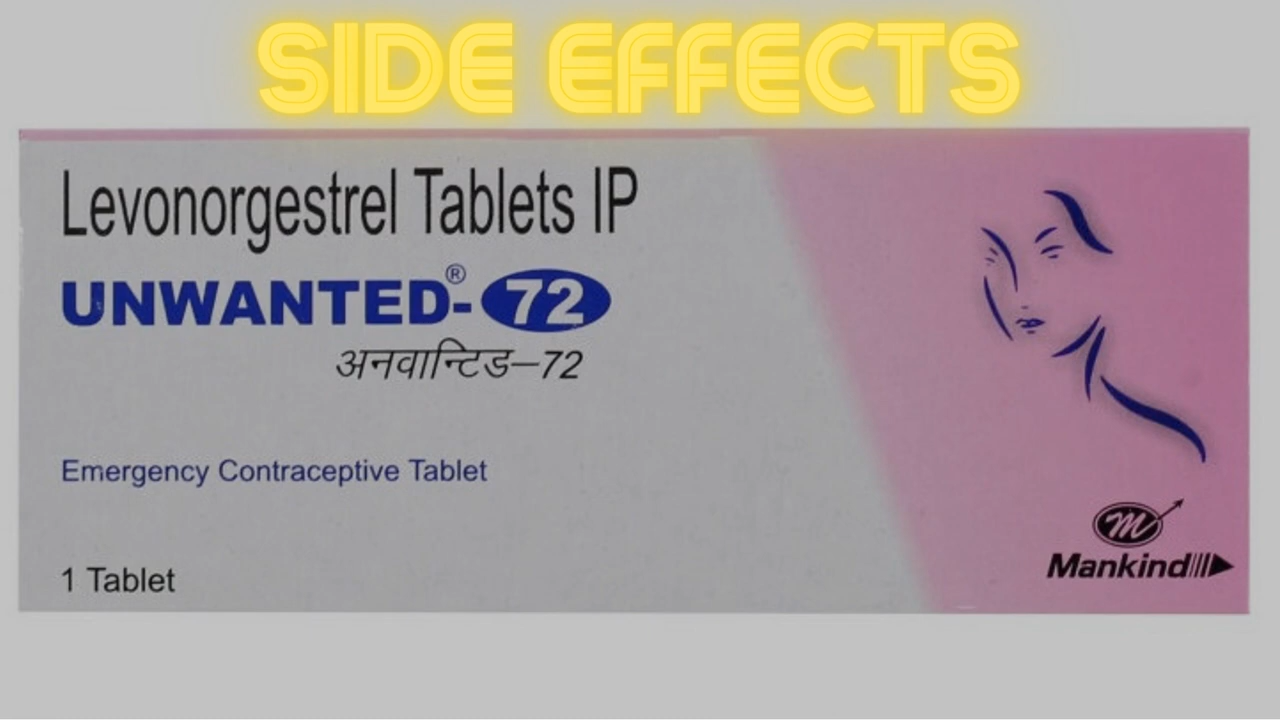 SIDE EFFECTS
Levonorgestrel Tablets IP
UNWANTED®-72
अनवान्टिड–72
Emergency Contraceptive Tablet
1 Tablet
m
Mankind